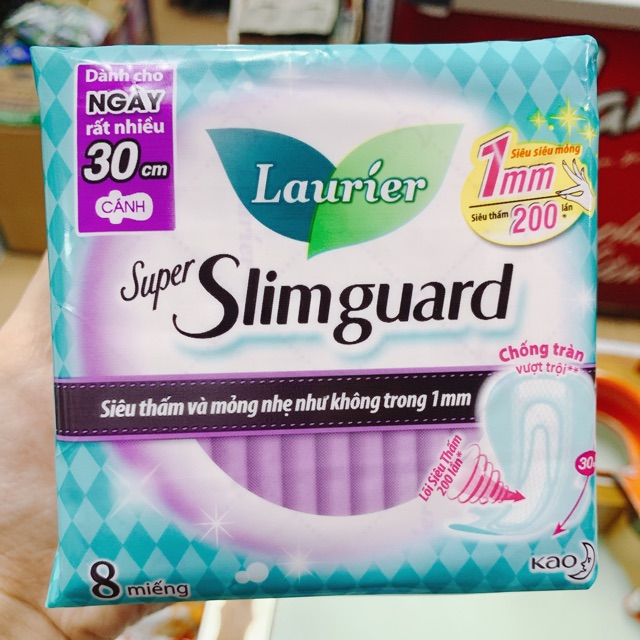 Dành cho
NGÀY
rất nhiều
30 cm
CÁNH
Laurier
Siêu siêu mỏng
1mm
Siêu thấm 200 lần*
Super Slimguard
Chống tràn
vượt trội**
Siêu thấm và mỏng nhẹ như không trong 1mm
Lõi Siêu Thấm
200 lần*
30
8 miếng
Kao